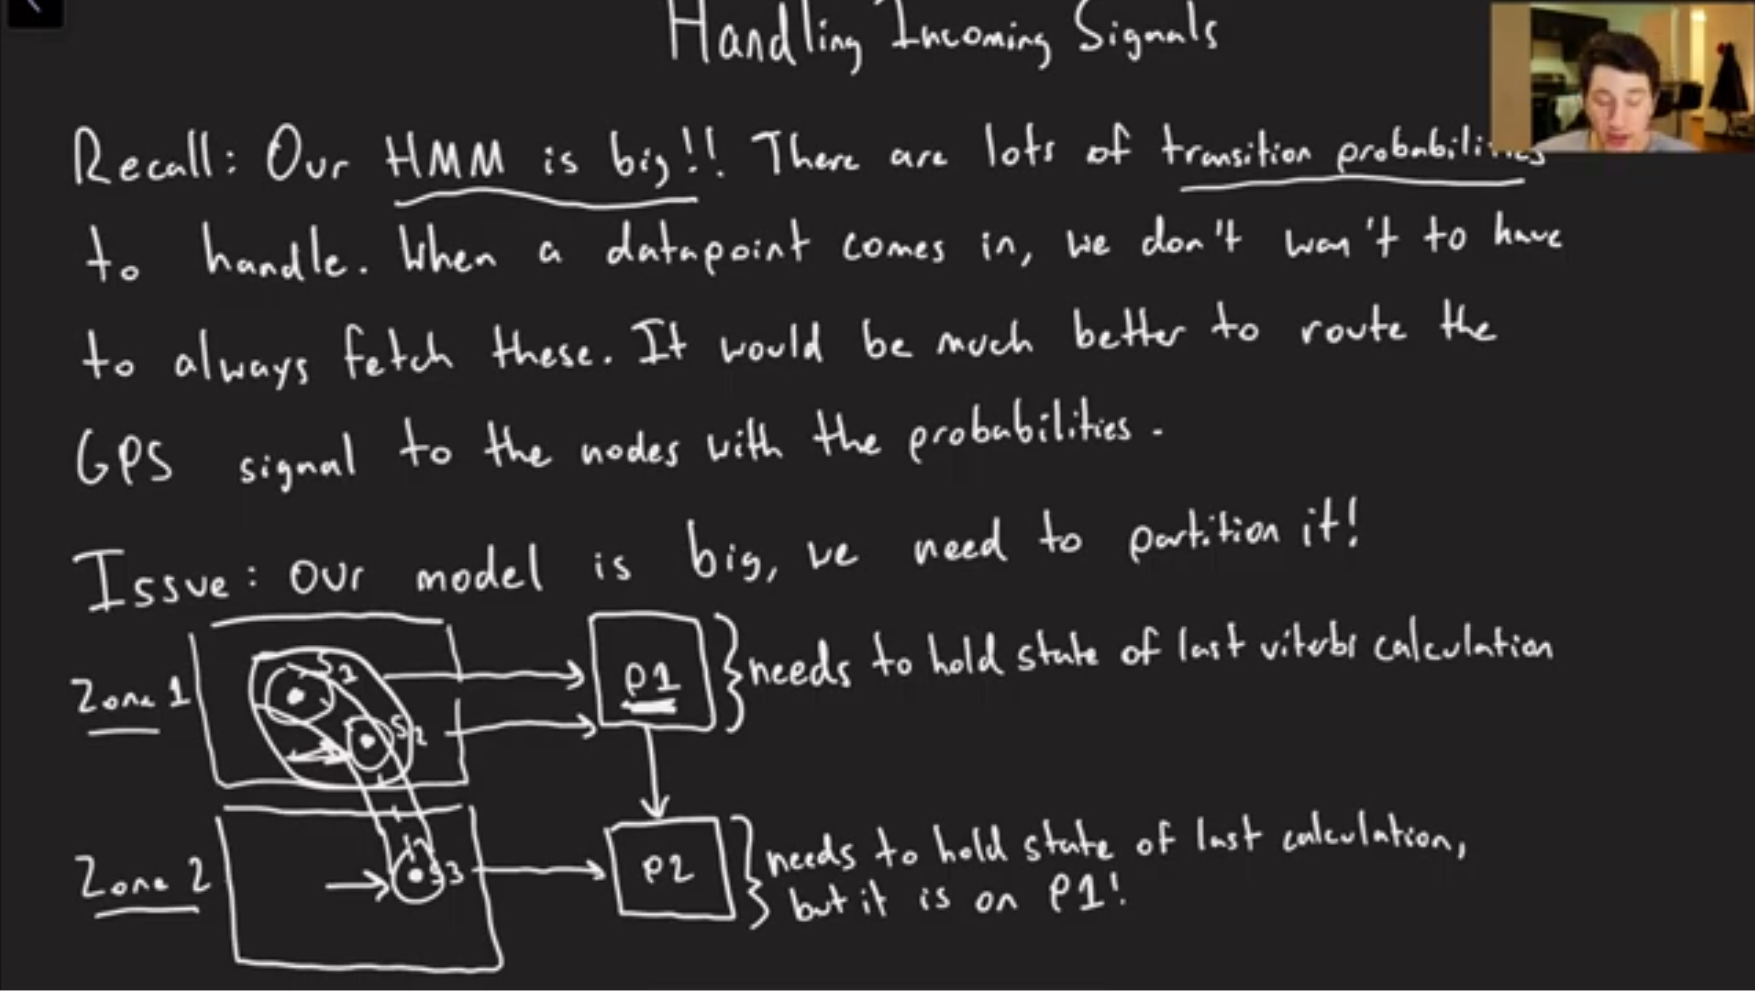 Handling Incoming Signals
Recall: Our HMM is big!! There are lots of transition probabilities
to handle. When a datapoint comes in, we don't wan't to have
to always fetch these. It would be much better to route the
GPS signal to the nodes with the probabilities.
Issue: our model is big, we need to partition it!
Zone 1
S2
P1
needs to hold state of last viterbi calculation
Zone 2
S3
P2
needs to hold state of last calculation,
but it is on P1!